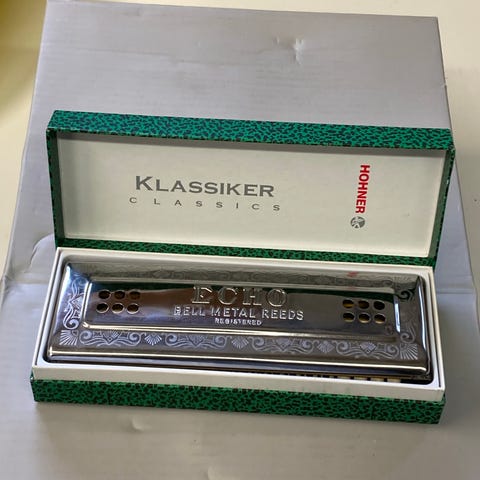 KLASSIKER
CLASSICS
HOHNER
ECHO
BELL METAL REEDS
REGISTERED